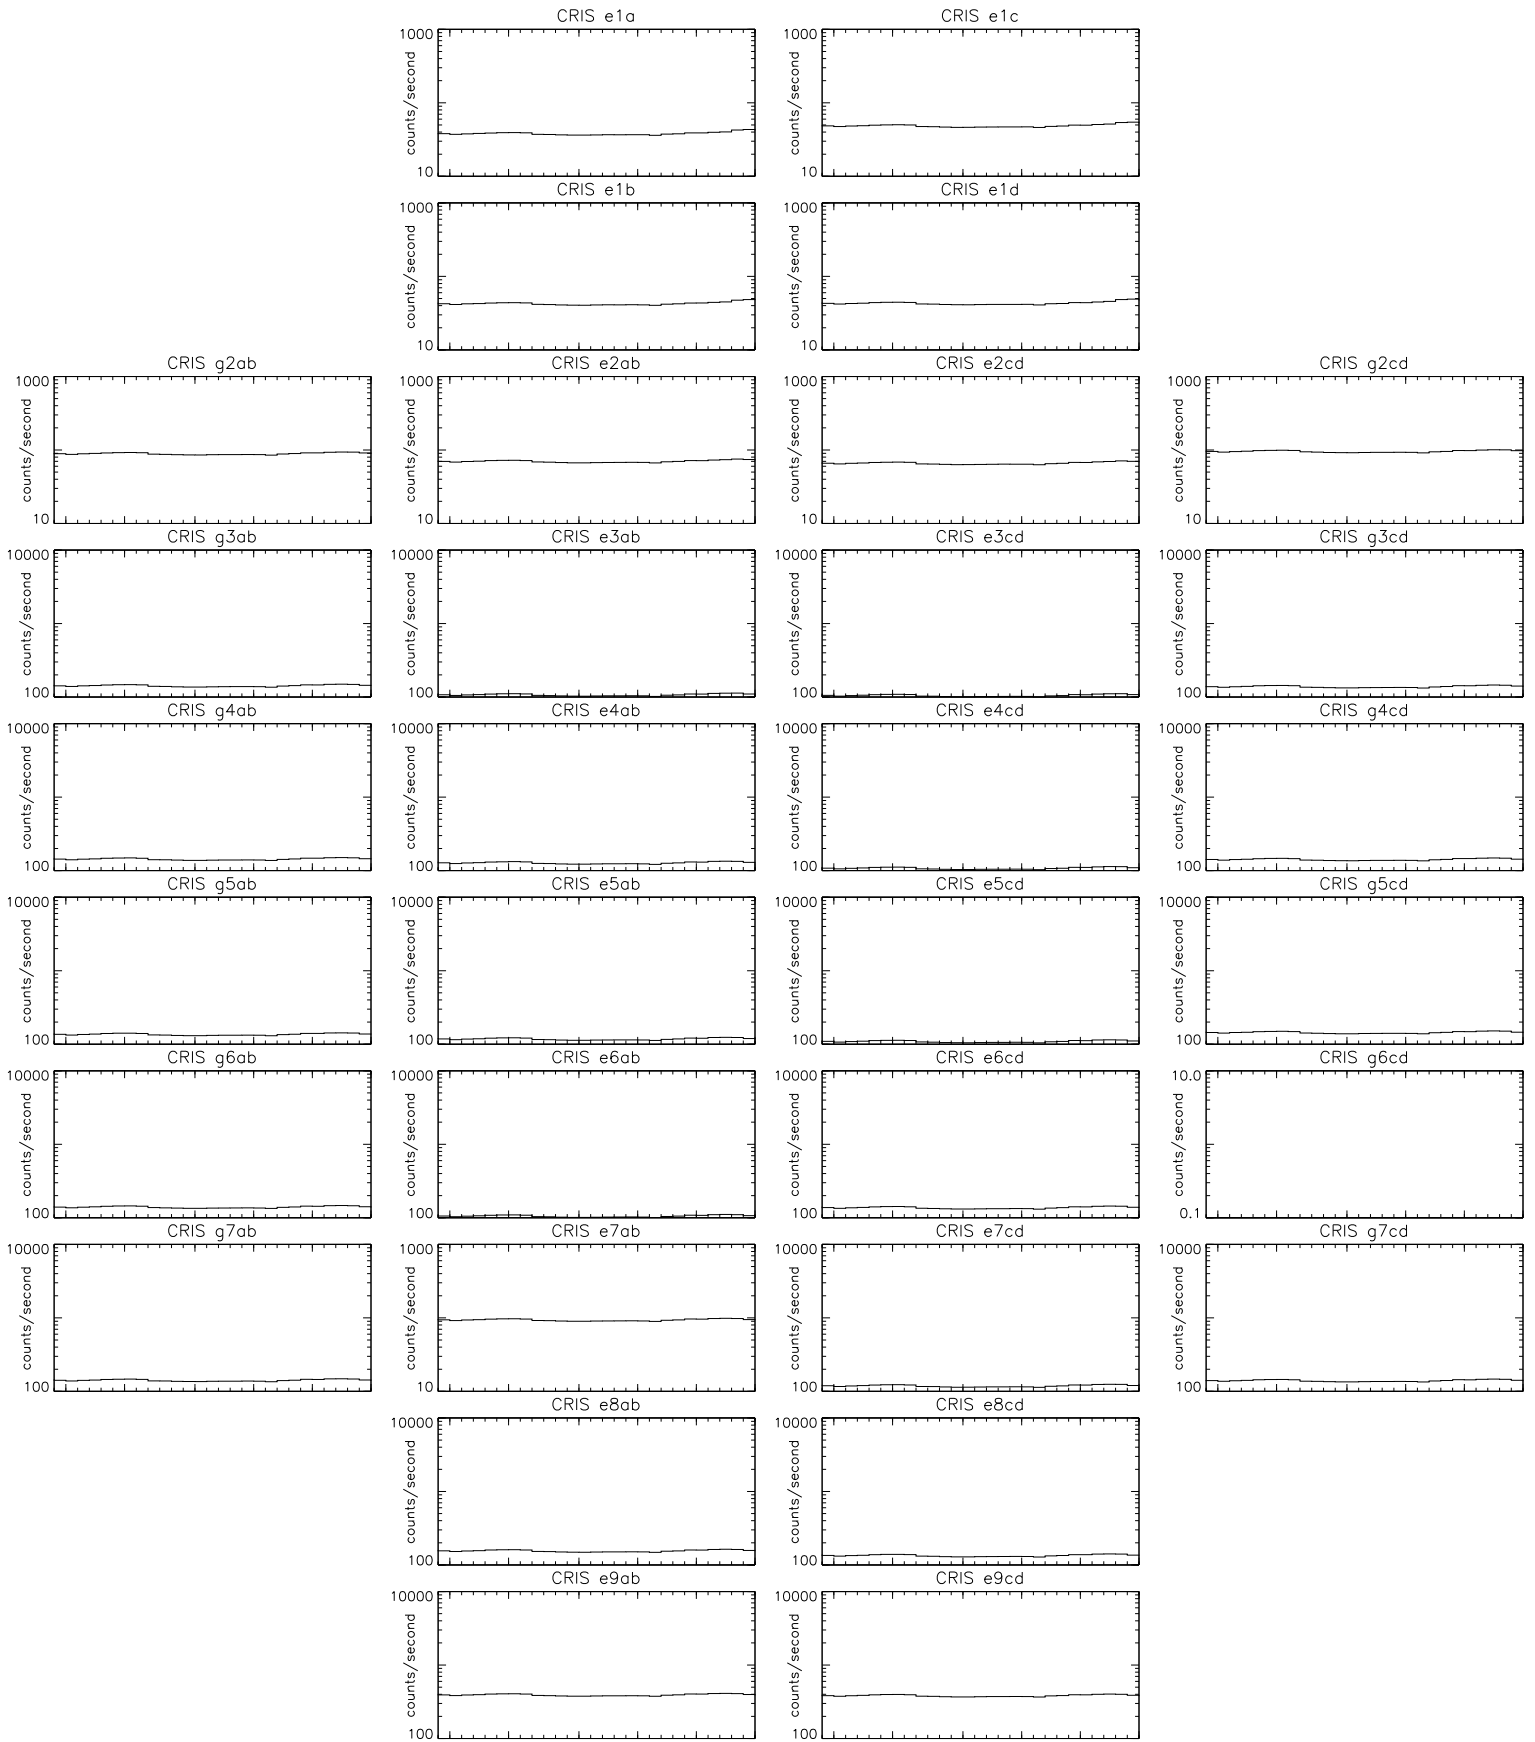 CRIS e1a
1000
counts/second
10
CRIS e1c
1000
counts/second
10
CRIS e1b
1000
counts/second
10
CRIS e1d
1000
counts/second
10
CRIS g2ab
1000
counts/second
10
CRIS e2ab
1000
counts/second
10
CRIS e2cd
1000
counts/second
10
CRIS g2cd
1000
counts/second
10
CRIS g3ab
10000
counts/second
100
CRIS e3ab
10000
counts/second
100
CRIS e3cd
10000
counts/second
100
CRIS g3cd
10000
counts/second
100
CRIS g4ab
10000
counts/second
100
CRIS e4ab
10000
counts/second
100
CRIS e4cd
10000
counts/second
100
CRIS g4cd
10000
counts/second
100
CRIS g5ab
10000
counts/second
100
CRIS e5ab
10000
counts/second
100
CRIS e5cd
10000
counts/second
100
CRIS g5cd
10000
counts/second
100
CRIS g6ab
10000
counts/second
100
CRIS e6ab
10000
counts/second
100
CRIS e6cd
10000
counts/second
100
CRIS g6cd
10.0
counts/second
0.1
CRIS g7ab
10000
counts/second
100
CRIS e7ab
1000
counts/second
10
CRIS e7cd
10000
counts/second
100
CRIS g7cd
10000
counts/second
100
CRIS e8ab
10000
counts/second
100
CRIS e8cd
10000
counts/second
100
CRIS e9ab
10000
counts/second
100
CRIS e9cd
10000
counts/second
100